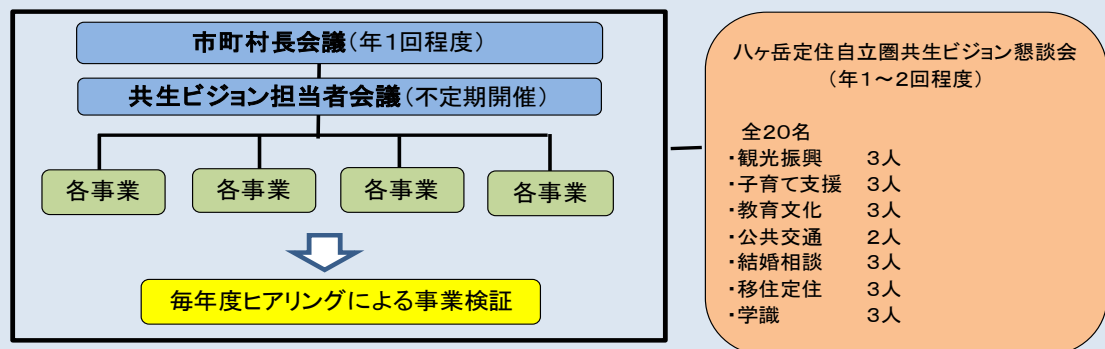 市町村長会議(年1回程度)
共生ビジョン担当者会議(不定期開催)
各事業
各事業
各事業
各事業
毎年度ヒアリングによる事業検証
八ヶ岳定住自立圏共生ビジョン懇談会
(年1~2回程度)
全20名
・観光振興 3人
・子育て支援 3人
・教育文化 3人
・公共交通 2人
・結婚相談 3人
・移住定住 3人
・学識 3人